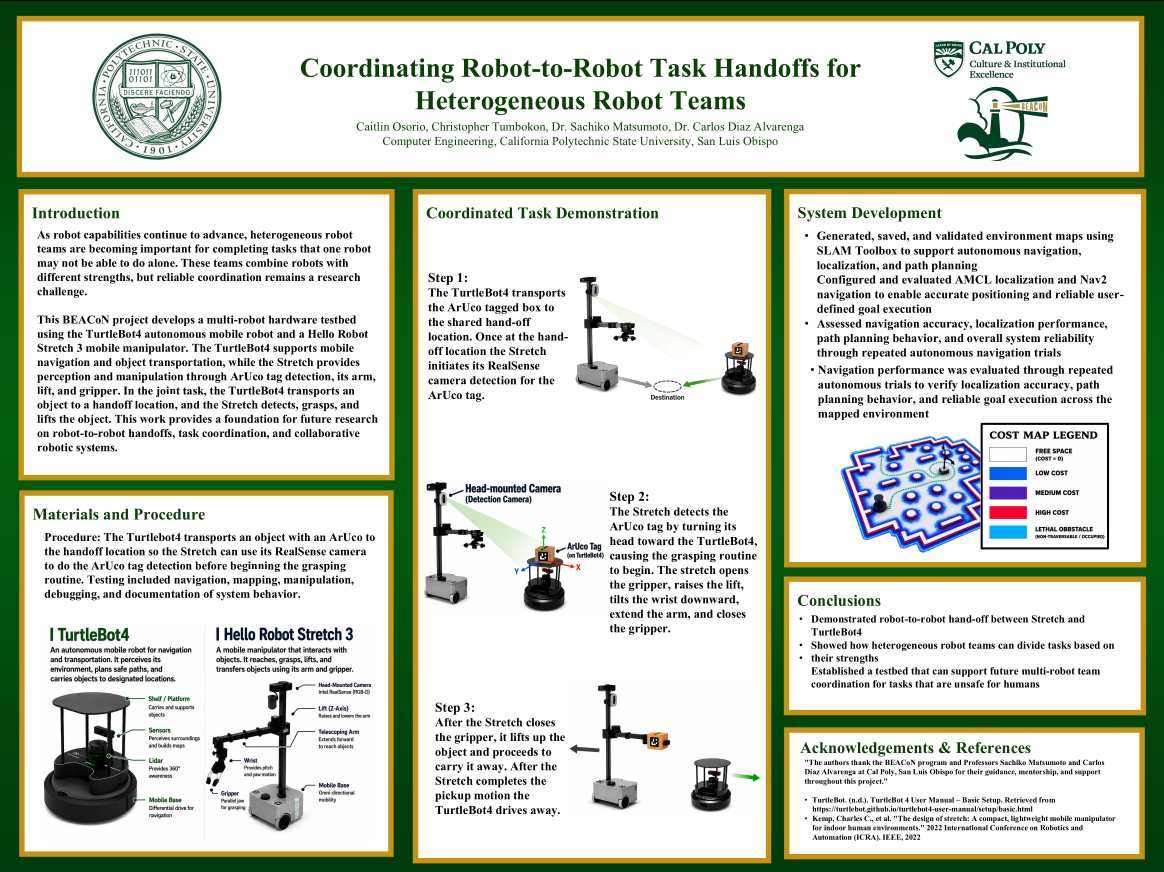 CALIFORNIA · POLYTECHNIC · STATE · UNIVERSITY
111011
01101
DISCERE FACIENDO
· 1901 ·
Coordinating Robot-to-Robot Task Handoffs for
Heterogeneous Robot Teams
Caitlin Osorio, Christopher Tumbokon, Dr. Sachiko Matsumoto, Dr. Carlos Diaz Alvarenga
Computer Engineering, California Polytechnic State University, San Luis Obispo
CAL POLY
Culture & Institutional
Excellence
BEACoN
Introduction
As robot capabilities continue to advance, heterogeneous robot
teams are becoming important for completing tasks that one robot
may not be able to do alone. These teams combine robots with
different strengths, but reliable coordination remains a research
challenge.
This BEACoN project develops a multi-robot hardware testbed
using the TurtleBot4 autonomous mobile robot and a Hello Robot
Stretch 3 mobile manipulator. The TurtleBot4 supports mobile
navigation and object transportation, while the Stretch provides
perception and manipulation through ArUco tag detection, its arm,
lift, and gripper. In the joint task, the TurtleBot4 transports an
object to a handoff location, and the Stretch detects, grasps, and
lifts the object. This work provides a foundation for future research
on robot-to-robot handoffs, task coordination, and collaborative
robotic systems.
Materials and Procedure
Procedure: The Turtlebot4 transports an object with an ArUco to
the handoff location so the Stretch can use its RealSense camera
to do the ArUco tag detection before beginning the grasping
routine. Testing included navigation, mapping, manipulation,
debugging, and documentation of system behavior.
TurtleBot4
An autonomous mobile robot for navigation
and transportation. It perceives its
environment, plans safe paths, and
carries objects to designated locations.
Shelf / Platform
Carries and supports
objects
Sensors
Perceives surroundings
and builds maps
Lidar
Provides 360°
awareness
Mobile Base
Differential drive for
navigation
Hello Robot Stretch 3
A mobile manipulator that interacts with
objects. It reaches, grasps, lifts, and
transfers objects using its arm and gripper.
Head-Mounted Camera
Intel RealSense (RGB-D)
Lift (Z-Axis)
Raises and lowers the arm
Telescoping Arm
Extends forward
to reach objects
Wrist
Provides pitch
and yaw motion
Gripper
Parallel jaw
for grasping
Mobile Base
Omni-directional
mobility
Coordinated Task Demonstration
Step 1:
The TurtleBot4 transports
the ArUco tagged box to
the shared hand-off
location. Once at the hand-
off location the Stretch
initiates its RealSense
camera detection for the
ArUco tag.
Destination
Head-mounted Camera
(Detection Camera)
Z
ArUco Tag
(on TurtleBot4)
Y
X
Step 2:
The Stretch detects the
ArUco tag by turning its
head toward the TurtleBot4,
causing the grasping routine
to begin. The stretch opens
the gripper, raises the lift,
tilts the wrist downward,
extend the arm, and closes
the gripper.
Step 3:
After the Stretch closes
the gripper, it lifts up the
object and proceeds to
carry it away. After the
Stretch completes the
pickup motion the
TurtleBot4 drives away.
System Development
• Generated, saved, and validated environment maps using
SLAM Toolbox to support autonomous navigation,
localization, and path planning
Configured and evaluated AMCL localization and Nav2
navigation to enable accurate positioning and reliable user-
defined goal execution
• Assessed navigation accuracy, localization performance,
path planning behavior, and overall system reliability
through repeated autonomous navigation trials
• Navigation performance was evaluated through repeated
autonomous trials to verify localization accuracy, path
planning behavior, and reliable goal execution across the
mapped environment
COST MAP LEGEND
FREE SPACE
(COST = 0)
LOW COST
MEDIUM COST
HIGH COST
LETHAL OBBSTACLE
(NON-TRAVERSABLE / OCCUPIED)
Conclusions
• Demonstrated robot-to-robot hand-off between Stretch and
TurtleBot4
• Showed how heterogeneous robot teams can divide tasks based on
• their strengths
Established a testbed that can support future multi-robot team
coordination for tasks that are unsafe for humans
Acknowledgements & References
"The authors thank the BEACoN program and Professors Sachiko Matsumoto and Carlos
Diaz Alvarenga at Cal Poly, San Luis Obispo for their guidance, mentorship, and support
throughout this project."
• TurtleBot. (n.d.). TurtleBot 4 User Manual – Basic Setup. Retrieved from
https://turtlebot.github.io/turtlebot4-user-manual/setup/basic.html
• Kemp, Charles C., et al. "The design of stretch: A compact, lightweight mobile manipulator
for indoor human environments." 2022 International Conference on Robotics and
Automation (ICRA). IEEE, 2022